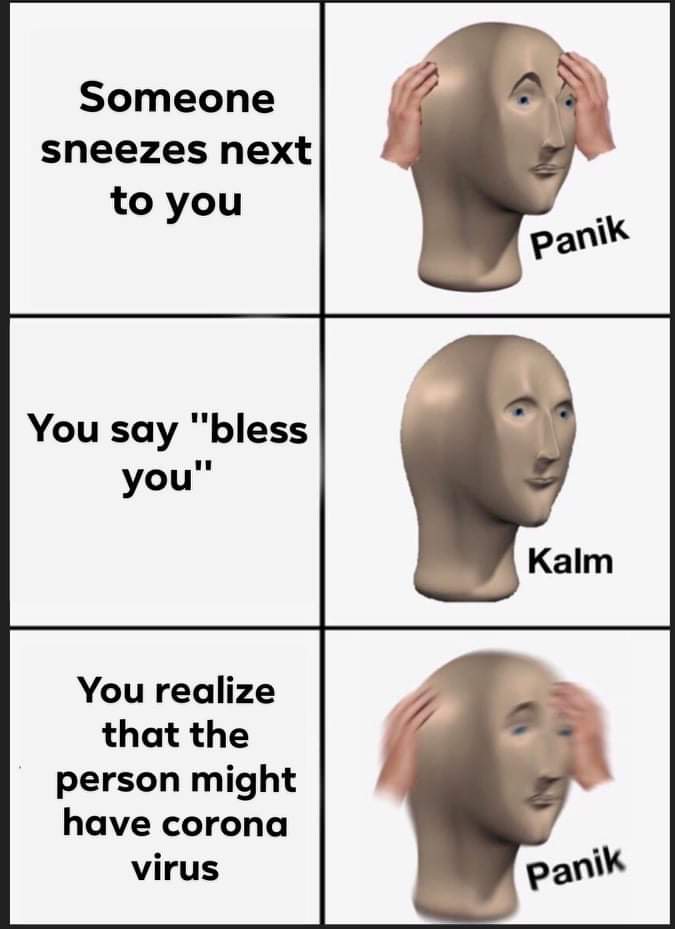 Someone
sneezes next
to you
Panik
You say "bless
you"
Kalm
You realize
that the
person might
have corona
virus
Panik